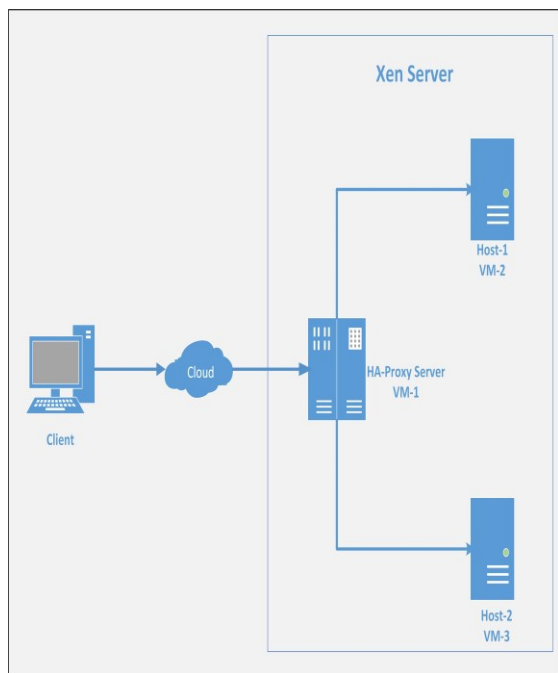 Xen Server
Host-1
VM-2
Cloud
HA-Proxy Server
VM-1
Client
Host-2
VM-3